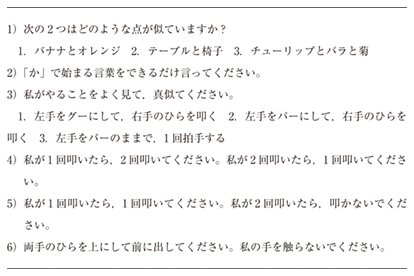 1）次の２つはどのような点が似ていますか？
1．バナナとオレンジ　2．テーブルと椅子　3．チューリップとバラと菊
2）「か」で始まる言葉をできるだけ言ってください。
3）私がやることをよく見て，真似てください。
1．左手をグーにして，右手のひらを叩く　2．左手をパーにして，右手のひらを
叩く　3．左手をパーのままで，1回拍手する
4）私が1回叩いたら，2回叩いてください。私が2回叩いたら，1回叩いてくださ
い。
5）私が1回叩いたら，1回叩いてください。私が2回叩いたら，叩かないでくだ
さい。
6）両手のひらを上にして前に出してください。私の手を触らないでください。